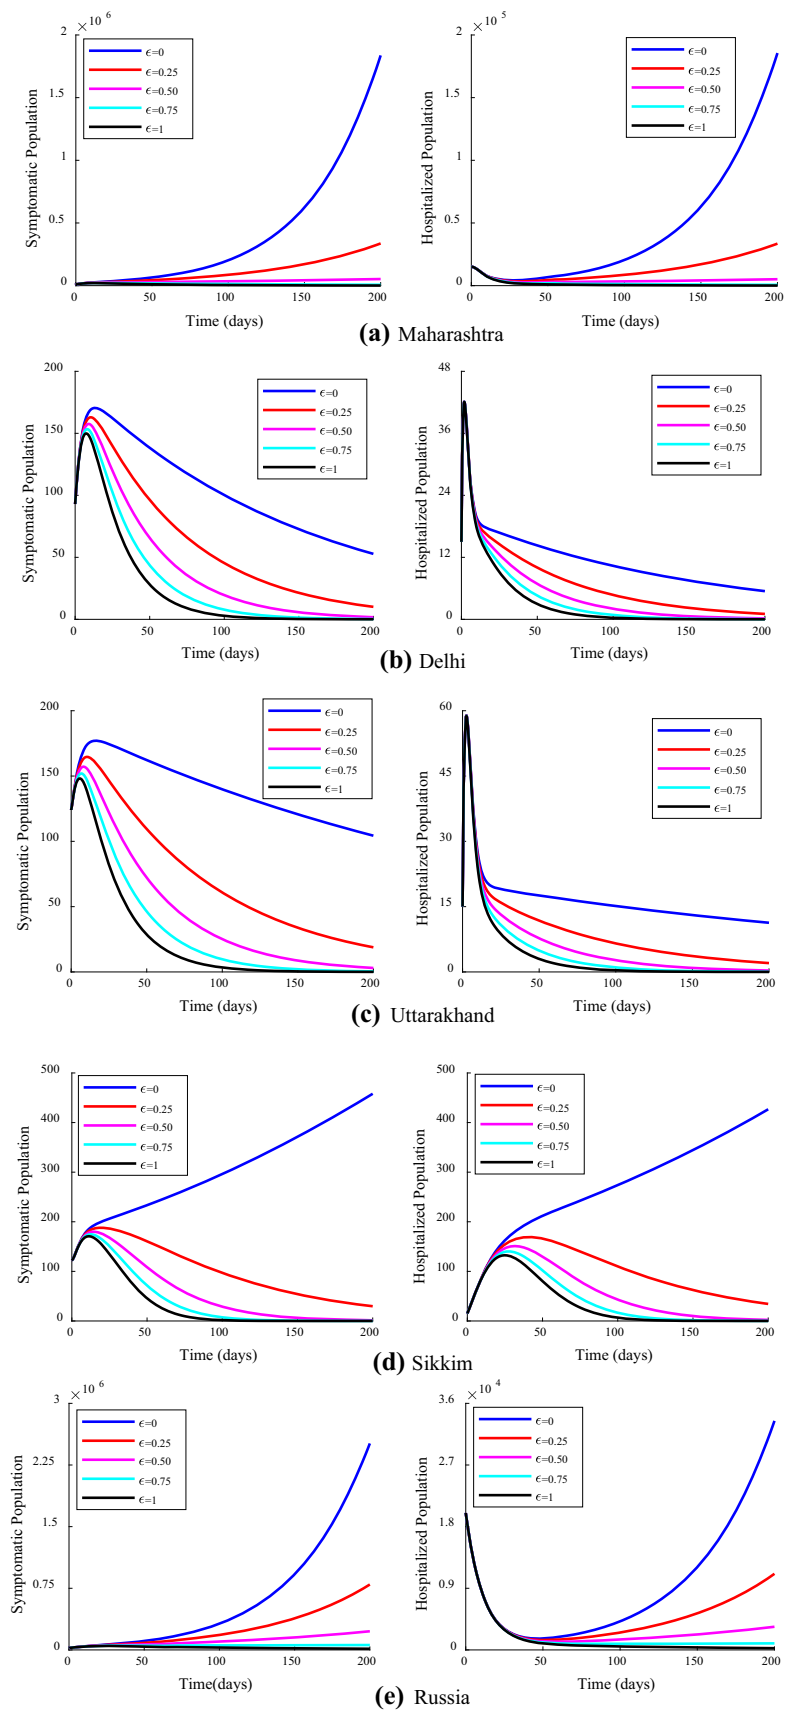 ×10 6
2
1.5
1
0.5
0
0 50 100 150 200
Symptomatic Population
Time (days)
ϵ=0
ϵ=0.25
ϵ=0.50
ϵ=0.75
ϵ=1
×10 5
2
1.5
1
0.5
0
0 50 100 150 200
Hospitalized Population
Time (days)
ϵ=0
ϵ=0.25
ϵ=0.50
ϵ=0.75
ϵ=1
(a) Maharashtra
200
150
100
50
0
0 50 100 150 200
Symptomatic Population
Time (days)
ϵ=0
ϵ=0.25
ϵ=0.50
ϵ=0.75
ϵ=1
48
36
24
12
0
0 50 100 150 200
Hospitalized Population
Time (days)
ϵ=0
ϵ=0.25
ϵ=0.50
ϵ=0.75
ϵ=1
(b) Delhi
200
150
100
50
0
0 50 100 150 200
Symptomatic Population
Time (days)
ϵ=0
ϵ=0.25
ϵ=0.50
ϵ=0.75
ϵ=1
60
45
30
15
0
0 50 100 150 200
Hospitalized Population
Time (days)
ϵ=0
ϵ=0.25
ϵ=0.50
ϵ=0.75
ϵ=1
(c) Uttarakhand
500
400
300
200
100
0
0 50 100 150 200
Symptomatic Population
Time (days)
ϵ=0
ϵ=0.25
ϵ=0.50
ϵ=0.75
ϵ=1
500
400
300
200
100
0
0 50 100 150 200
Hospitalized Population
Time (days)
ϵ=0
ϵ=0.25
ϵ=0.50
ϵ=0.75
ϵ=1
(d) Sikkim
×10 6
3
2.25
1.5
0.75
0
0 50 100 150 200
Symptomatic Population
Time(days)
ϵ=0
ϵ=0.25
ϵ=0.50
ϵ=0.75
ϵ=1
×10 4
3.6
2.7
1.8
0.9
0
0 50 100 150 200
Hospitalized Population
Time (days)
ϵ=0
ϵ=0.25
ϵ=0.50
ϵ=0.75
ϵ=1
(e) Russia